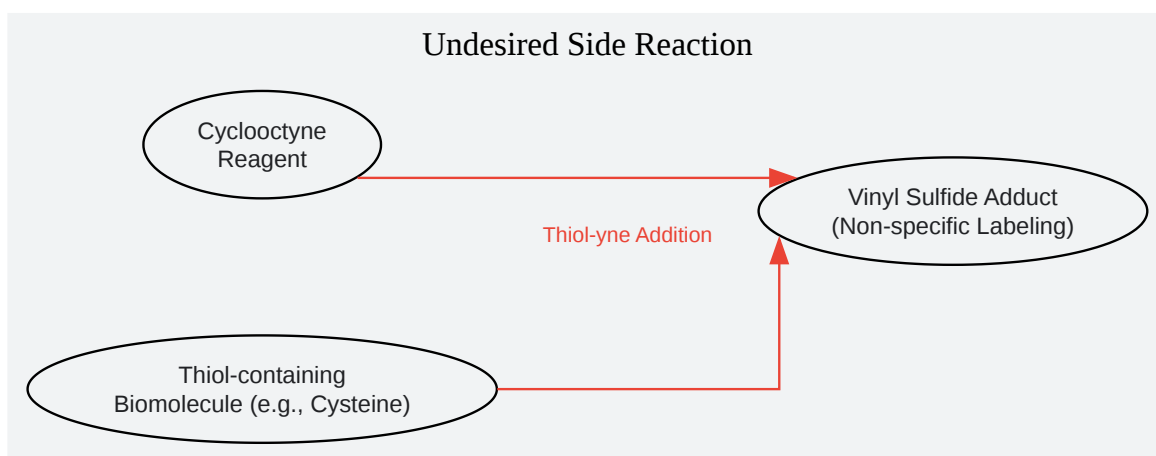 Undesired Side Reaction
Cyclooctyne
Reagent
Vinyl Sulfide Adduct
(Non-specific Labeling)
Thiol-yne Addition
Thiol-containing
Biomolecule (e.g., Cysteine)